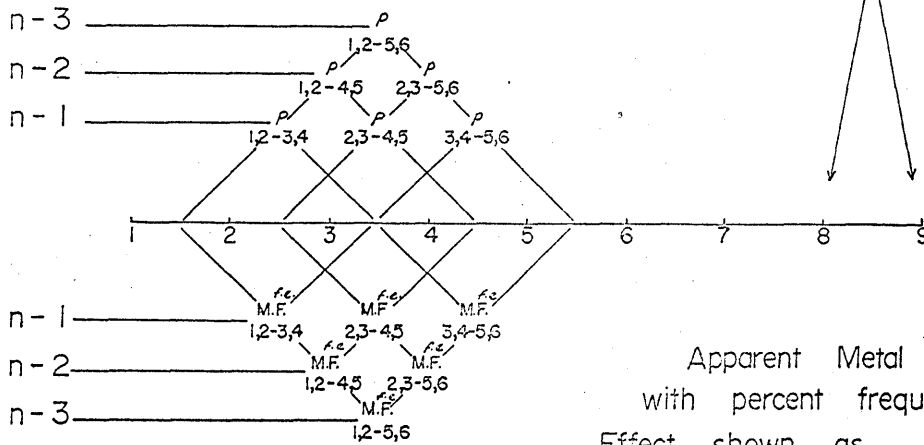 n-3 ρ
1,2-5,6
n-2 ρ ρ
1,2-4,5 2,3-5,6
n-1 ρ ρ ρ
1,2-3,4 2,3-4,5 3,4-5,6
1 2 3 4 5 6 7 8 9
f.e. f.e. f.e.
n-1 M.F. M.F. M.F.
1,2-3,4 2,3-4,5 3,4-5,6
f.e. f.e.
n-2 M.F. M.F.
1,2-4,5 2,3-5,6
f.e.
n-3 M.F.
1,2-5,6
Apparent Metal
with percent frequ
Effect shown as